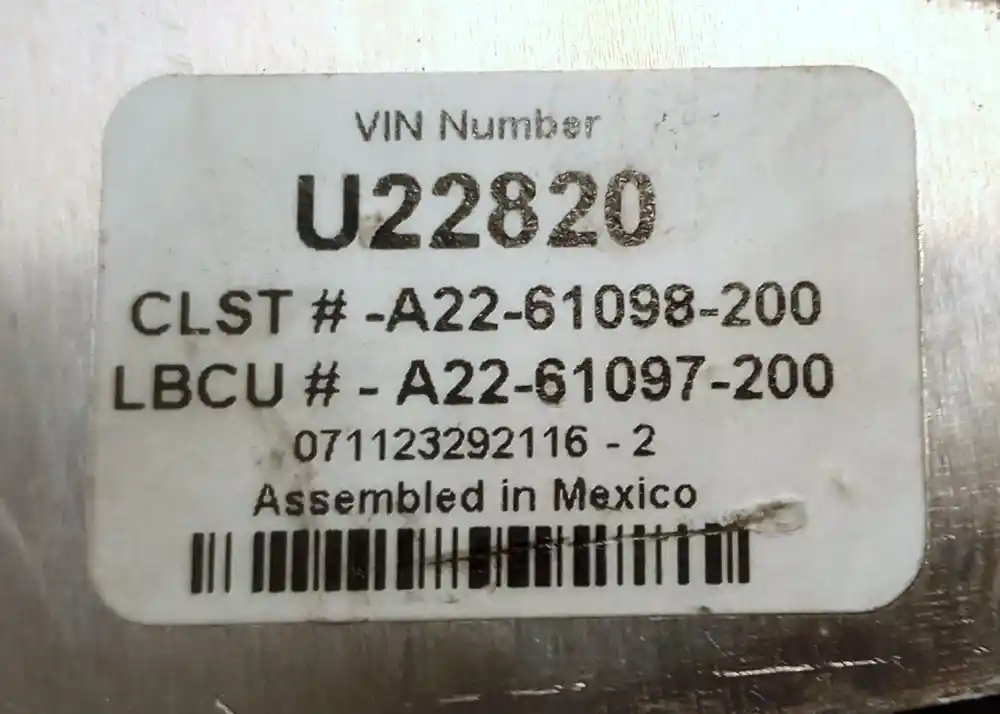 VIN Number
U22820
CLST # -A22-61098-200
LBCU # - A22-61097-200
071123292116 - 2
Assembled in Mexico